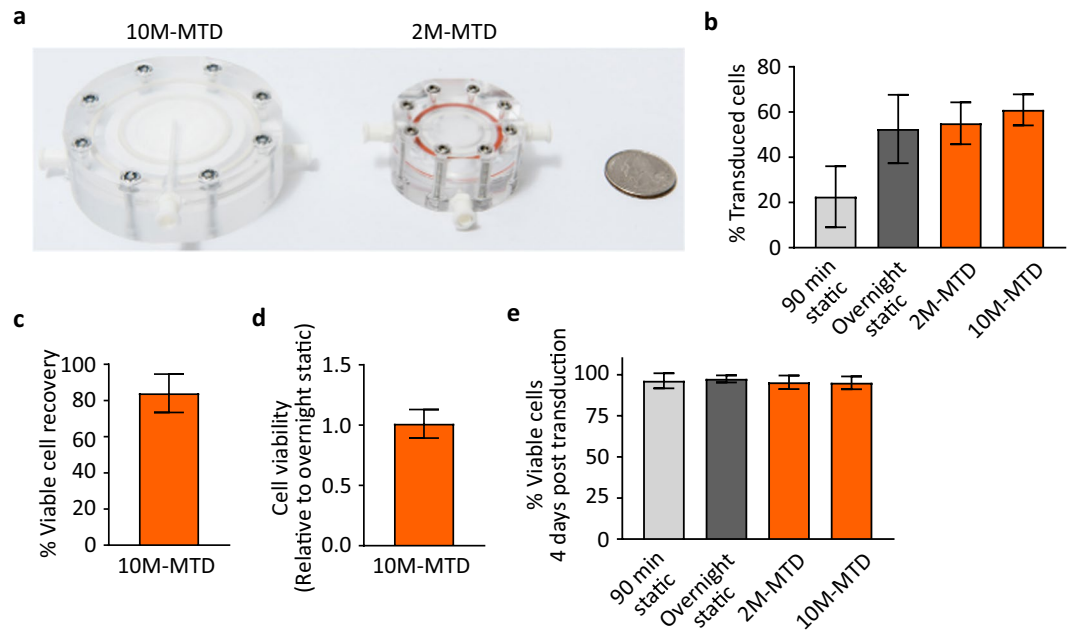 a
10M-MTD
2M-MTD
b
% Transduced cells
80
60
40
20
0
90 min
static
Overnight
static
2M-MTD
10M-MTD
c
% Viable cell recovery
100
80
60
40
20
0
10M-MTD
d
Cell viability
(Relative to overnight static)
1.5
1.0
0.5
0.0
10M-MTD
e
% Viable cells
4 days post transduction
100
75
50
25
0
90 min
static
Overnight
static
2M-MTD
10M-MTD